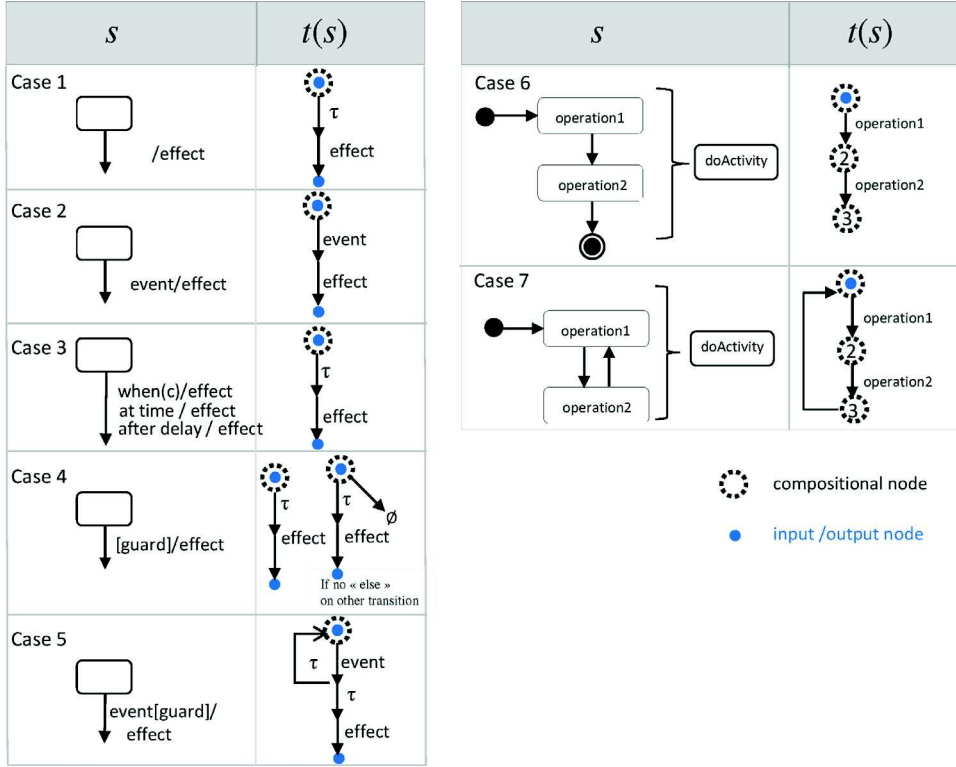 s t(s)
Case 1
τ
/effect
effect
Case 2
event
event/effect
effect
Case 3
τ
when(c)/effect
at time / effect
after delay / effect
effect
Case 4
τ τ
Ø
[guard]/effect
effect effect
If no « else »
on other transition
Case 5
τ event
τ
event[guard]/
effect
effect
s t(s)
Case 6
operation1
operation2
doActivity
operation1
2
operation2
3
Case 7
operation1
operation2
doActivity
operation1
2
operation2
3
compositional node
input /output node